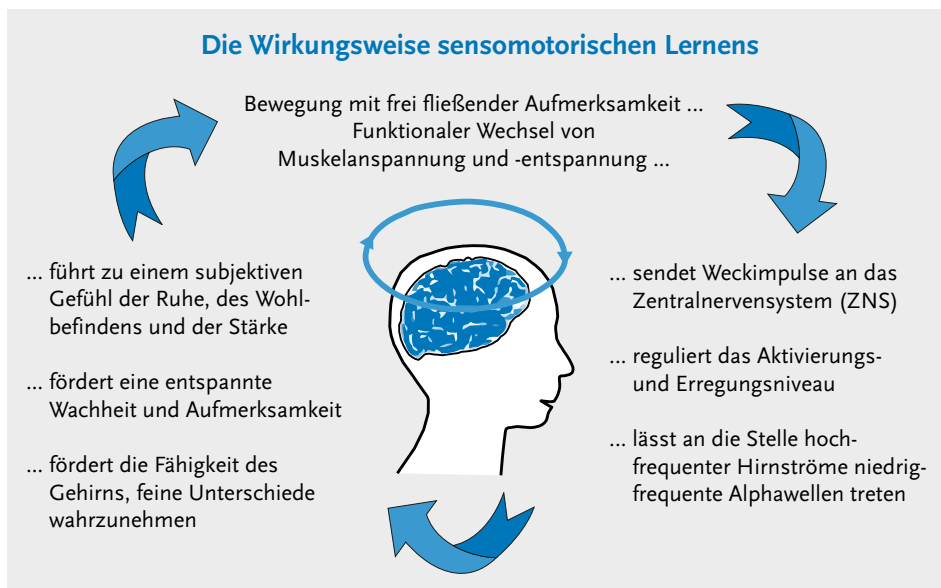 Die Wirkungsweise sensomotorischen Lernens
Bewegung mit frei fließender Aufmerksamkeit ...
Funktionaler Wechsel von
Muskelanspannung und -entspannung ...
... sendet Weckimpulse an das
Zentralnervensystem (ZNS)
... reguliert das Aktivierungs-
und Erregungsniveau
... lässt an die Stelle hoch-
frequenter Hirnströme niedrig-
frequente Alphawellen treten
... führt zu einem subjektiven
Gefühl der Ruhe, des Wohl-
befindens und der Stärke
... fördert eine entspannte
Wachheit und Aufmerksamkeit
... fördert die Fähigkeit des
Gehirns, feine Unterschiede
wahrzunehmen